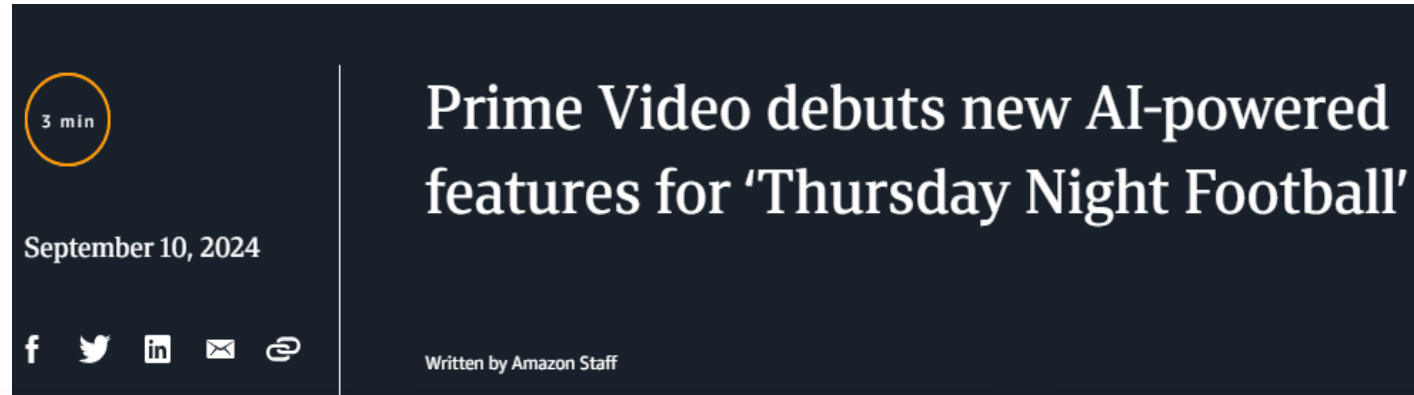 3 min
September 10, 2024
Prime Video debuts new AI-powered
features for ‘Thursday Night Football’
Written by Amazon Staff